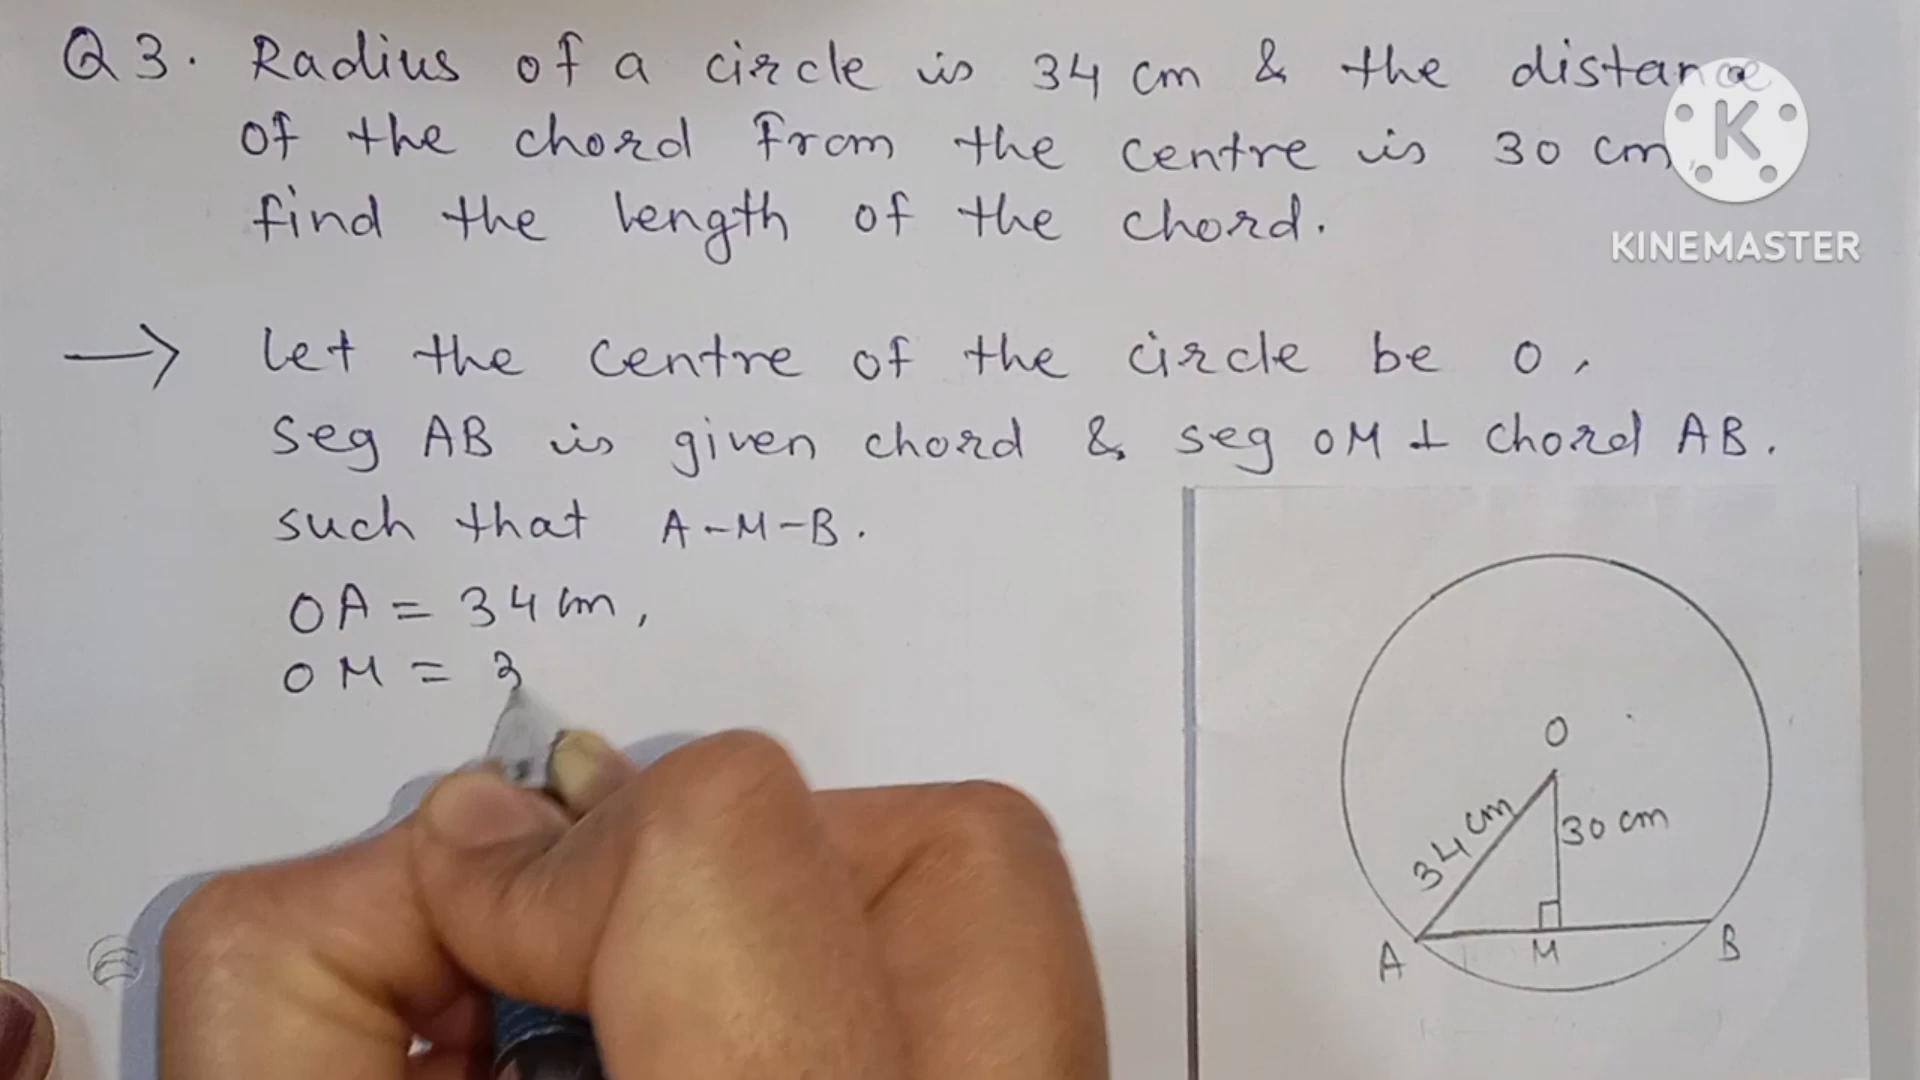 Q3. Radius of a circle is 34 cm & the distance
of the chord from the centre is 30 cm,
find the length of the chord.
K
KINEMASTER
→ Let the centre of the circle be O,
seg AB is given chord & seg OM ⊥ chord AB.
such that A-M-B.
OA = 34 cm,
OM = 3
O
34 cm
30 cm
A
M
B